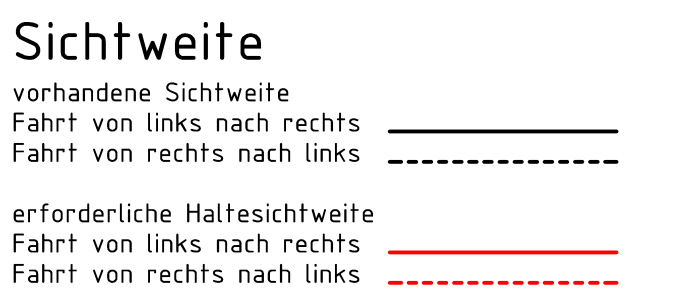 Sichtweite
vorhandene Sichtweite
Fahrt von links nach rechts
Fahrt von rechts nach links
erforderliche Haltesichtweite
Fahrt von links nach rechts
Fahrt von rechts nach links